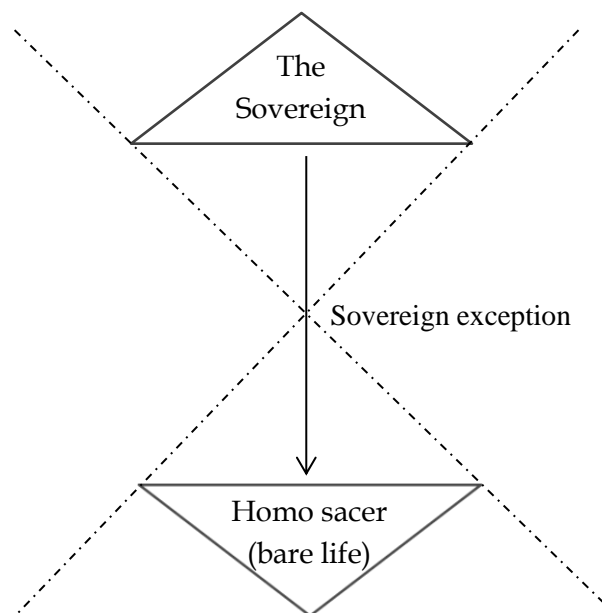 The
Sovereign
Sovereign exception
Homo sacer
(bare life)